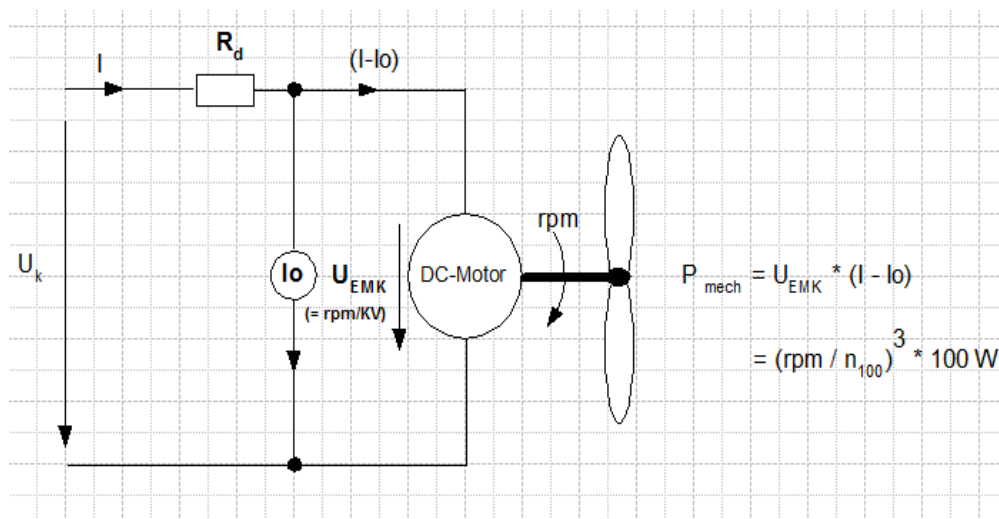 I
R_d
(I-Io)
U_k
Io
U_EMK
(= rpm/KV)
DC-Motor
rpm
P_mech = U_EMK * (I - Io)
= (rpm / n_100)^3 * 100 W